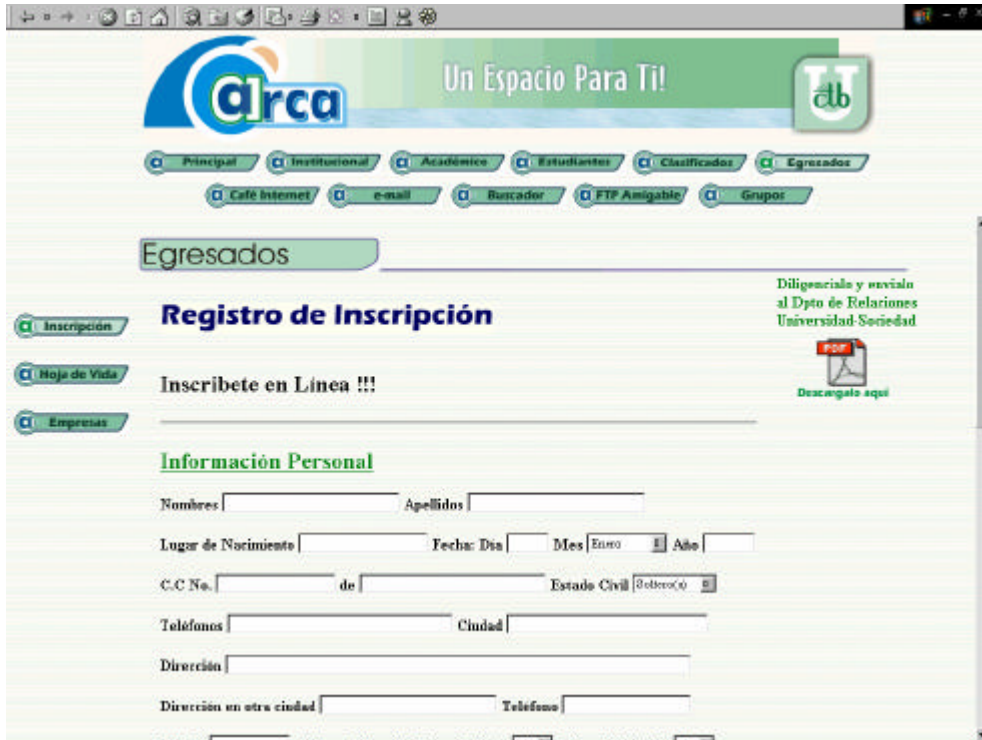 arca
Un Espacio Para Ti!
U ctb
Principal Institucional Académico Estudiantes Clasificados Egresados
Café Internet e-mail Buscador FTP Amigable Grupos
Egresados
Diligencialo y envialo
al Dpto de Relaciones
Universidad-Sociedad
PDF
Descargalo aquí
Inscripción
Hoja de Vida
Empresas
Registro de Inscripción
Inscribete en Línea !!!
Información Personal
Nombres Apellidos
Lugar de Nacimiento Fecha: Día Mes Enero Año
C.C No. de Estado Civil Soltero(a)
Teléfonos Ciudad
Dirección
Dirección en otra ciudad Teléfono